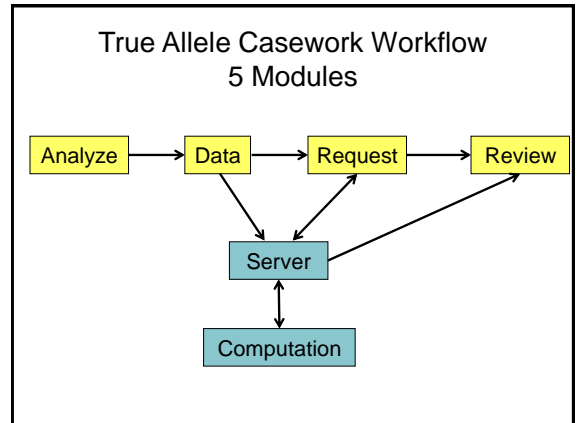 True Allele Casework Workflow
5 Modules
Analyze
Data
Request
Review
Server
Computation